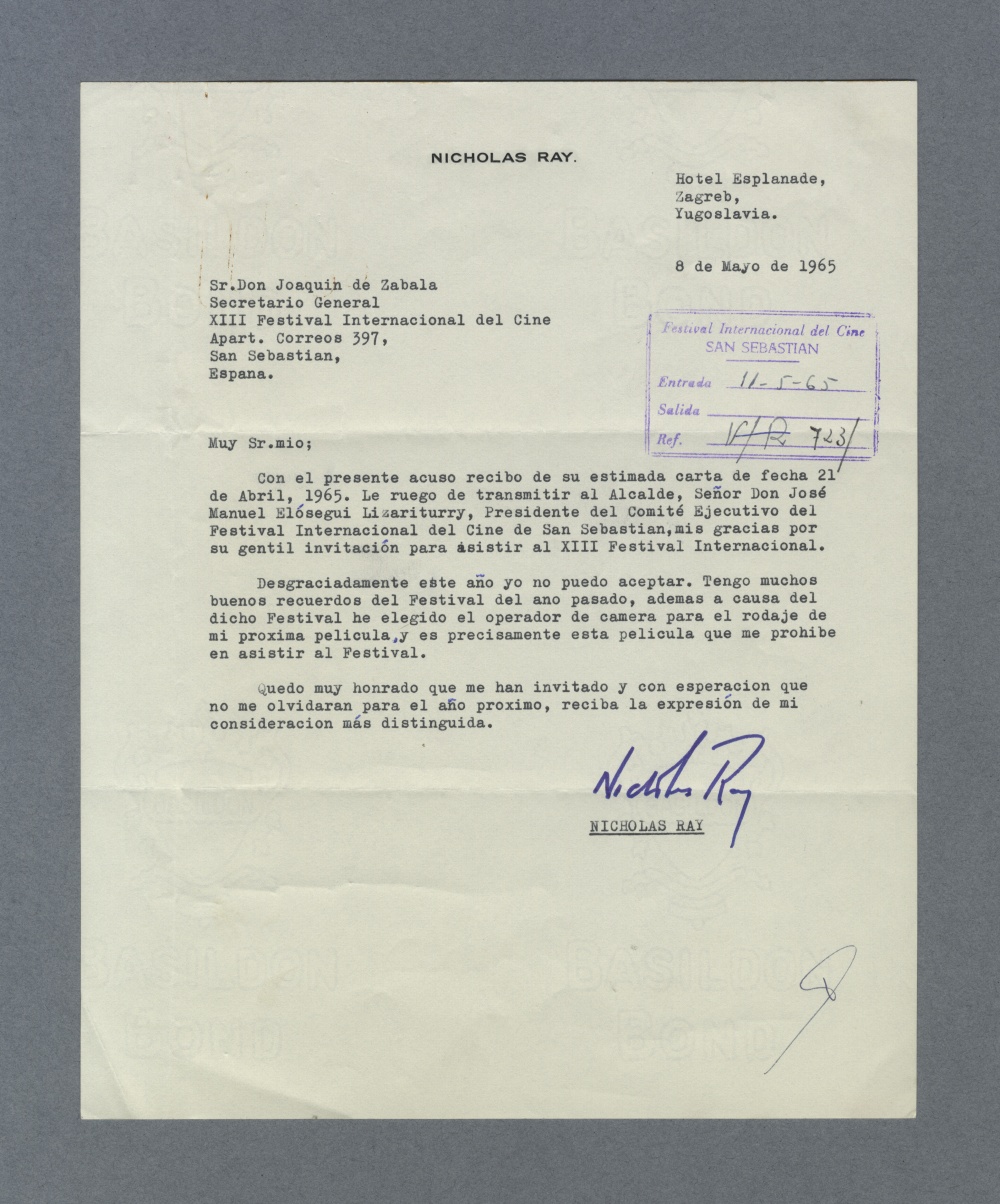 NICHOLAS RAY.
Hotel Esplanade,
Zagreb,
Yugoslavia.
8 de Mayo de 1965
Sr.Don Joaquin de Zabala
Secretario General
XIII Festival Internacional del Cine
Apart. Correos 397,
San Sebastian,
Espana.
Festival Internacional del Cine
SAN SEBASTIAN
Entrada 11-5-65
Salida
Ref. V/R 723/
Muy Sr.mio;
Con el presente acuso recibo de su estimada carta de fecha 21
de Abril, 1965. Le ruego de transmitir al Alcalde, Señor Don José
Manuel Elósegui Lizariturry, Presidente del Comité Ejecutivo del
Festival Internacional del Cine de San Sebastian,mis gracias por
su gentil invitación para asistir al XIII Festival Internacional.
Desgraciadamente este año yo no puedo aceptar. Tengo muchos
buenos recuerdos del Festival del ano pasado, ademas a causa del
dicho Festival he elegido el operador de camera para el rodaje de
mi proxima pelicula,y es precisamente esta pelicula que me prohibe
en asistir al Festival.
Quedo muy honrado que me han invitado y con esperacion que
no me olvidaran para el año proximo, reciba la expresión de mi
consideracion más distinguida.
Nicholas Ray
NICHOLAS RAY
BASILDON BASILDON
BOND BOND